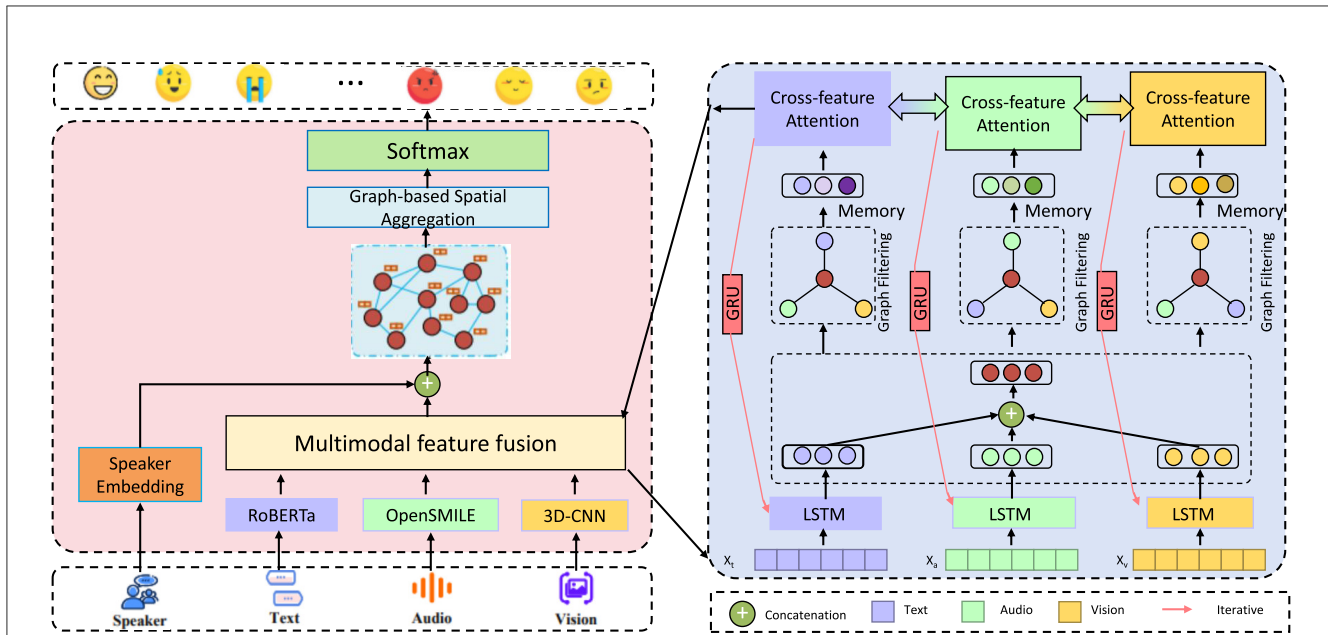 ...
Softmax
Graph-based Spatial
Aggregation
+
Multimodal feature fusion
Speaker
Embedding
RoBERTa
OpenSMILE
3D-CNN
Speaker
Text
Audio
Vision
Cross-feature
Attention
Cross-feature
Attention
Cross-feature
Attention
Memory
Memory
Graph Filtering
Graph Filtering
Graph Filtering
GRU
GRU
GRU
+
LSTM
LSTM
LSTM
Xt
Xa
Xv
+
Concatenation
Text
Audio
Vision
Iterative